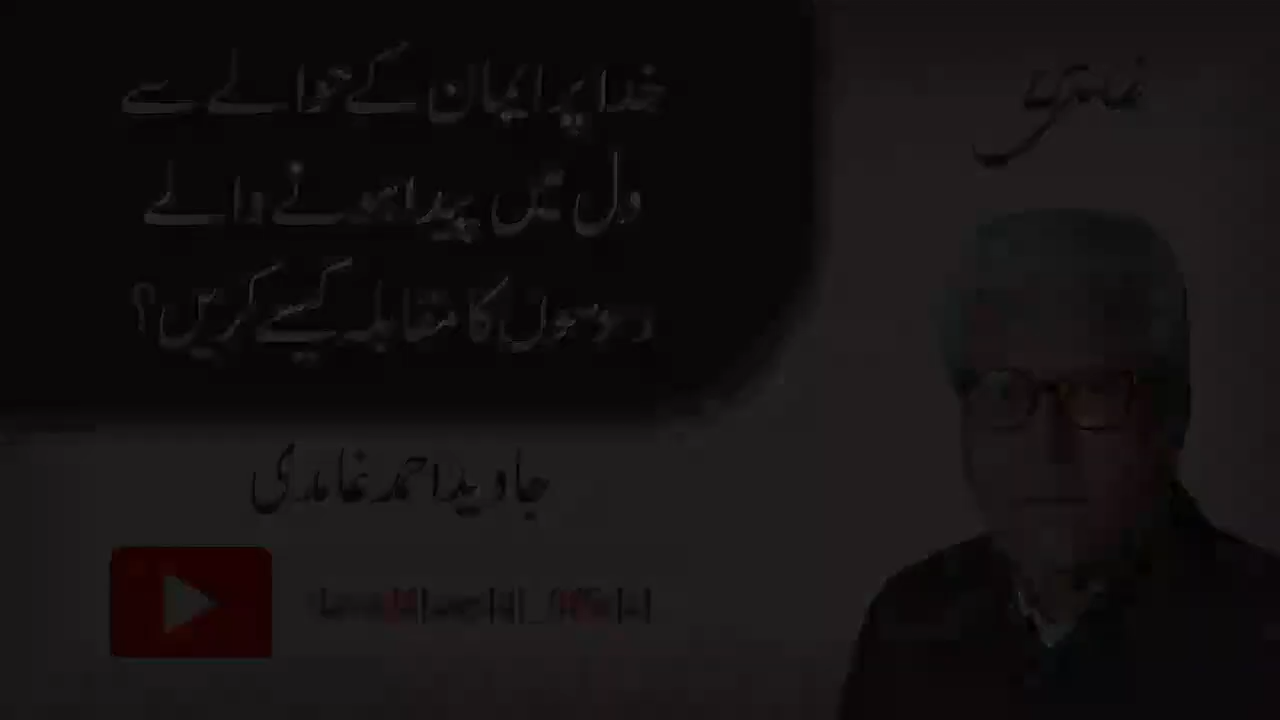 خدا پر ایمان کے حوالے سے
دل میں پیدا ہونے والے
وسوسوں کا مقابلہ کیسے کریں؟
جاوید احمد غامدی